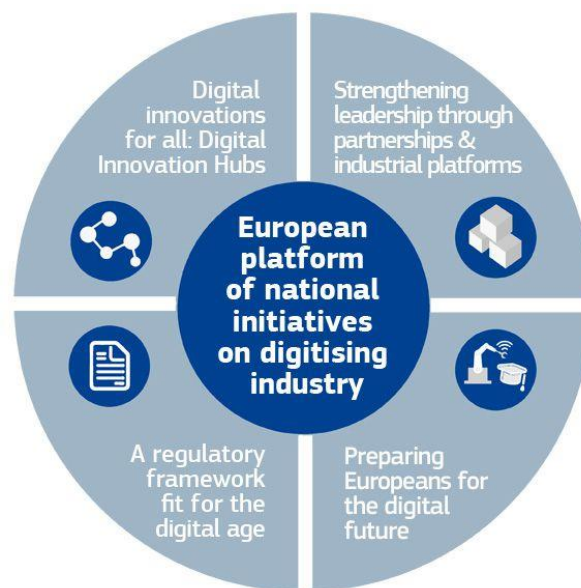 Digital
innovations
for all: Digital
Innovation Hubs
Strengthening
leadership through
partnerships &
industrial platforms
European
platform
of national
initiatives
on digitising
industry
A regulatory
framework
fit for the
digital age
Preparing
Europeans for
the digital
future